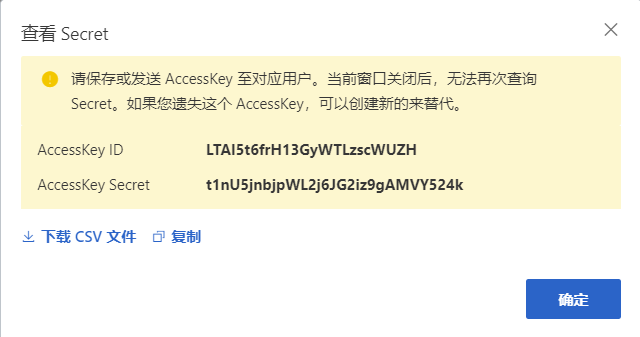 查看 Secret
请保存或发送 AccessKey 至对应用户。当前窗口关闭后，无法再次查询
Secret。如果您遗失这个 AccessKey，可以创建新的来替代。
AccessKey ID LTAI5t6frH13GyWTLzscWUZH
AccessKey Secret t1nU5jnbjpWL2j6JG2iz9gAMVY524k
下载 CSV 文件 复制
确定